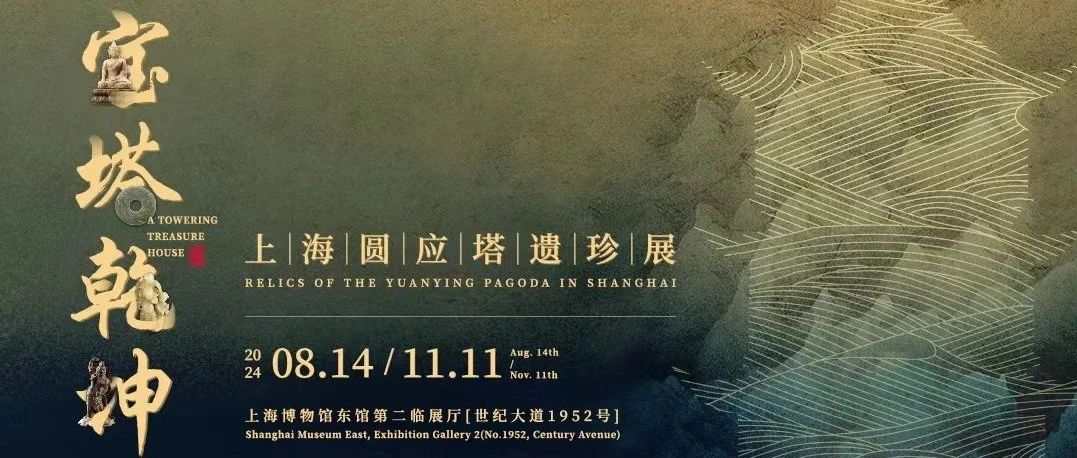 宝塔乾坤
A TOWERING
TREASURE
HOUSE
上海圆应塔遗珍展
RELICS OF THE YUANYING PAGODA IN SHANGHAI
2024 08.14 / 11.11 Aug. 14th / Nov. 11th
上海博物馆东馆第二临展厅[世纪大道1952号]
Shanghai Museum East, Exhibition Gallery 2(No.1952, Century Avenue)